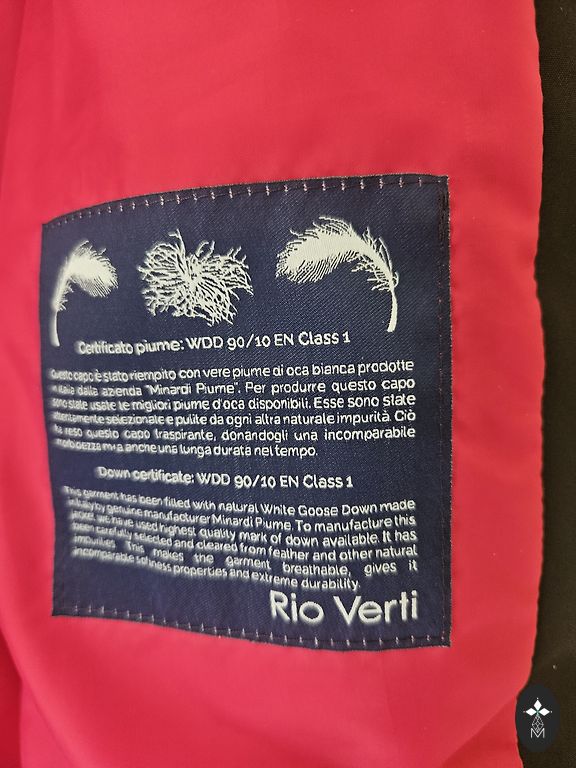 Certificato piume: WDD 90/10 EN Class 1
Questo capo è stato riempito con vere piume di oca bianca prodotte
in Italia dalla azienda "Minardi Piume". Per produrre questo capo
sono state usate le migliori piume d'oca disponibili. Esse sono state
attentamente selezionate e pulite da ogni altra naturale impurità. Ciò
ha reso questo capo traspirante, donandogli una incomparabile
morbidezza ma anche una lunga durata nel tempo.
Down certificate: WDD 90/10 EN Class 1
This garment has been filled with natural White Goose Down made
in Italy by genuine manufacturer Minardi Piume. To manufacture this
jacket we have used highest quality mark of down available. It has
been carefully selected and cleared from feather and other natural
impurities. This makes the garment breathable, gives it
incomparable softness properties and extreme durability.
Rio Verti
M